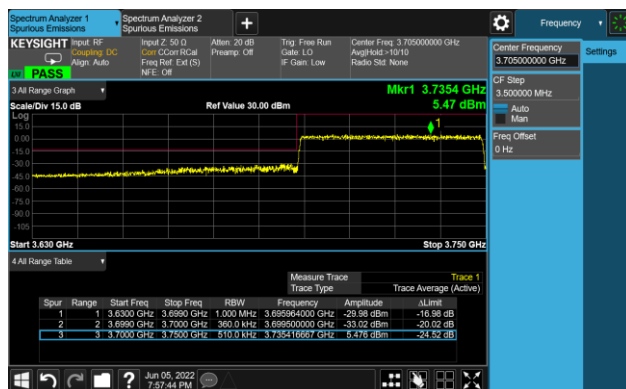 Spectrum Analyzer 1
Spurious Emissions
Spectrum Analyzer 2
Spurious Emissions
Frequency
KEYSIGHT
Input: RF
Coupling: DC
Align: Auto
Input Z: 50 Ω
Corr CCorr RCal
Freq Ref: Ext (S)
NFE: Off
Atten: 20 dB
Preamp: Off
Trig: Free Run
Gate: LO
IF Gain: Low
Center Freq: 3.705000000 GHz
Avg|Hold:>10/10
Radio Std: None
PASS
3 All Range Graph
Scale/Div 15.0 dB
Ref Value 30.00 dBm
Mkr1 3.7354 GHz
5.47 dBm
Log
15.0
0.00
-15.0
-30.0
-45.0
-60.0
-75.0
-90.0
-105
1
Start 3.630 GHz
Stop 3.750 GHz
4 All Range Table
Measure Trace Trace 1
Trace Type Trace Average (Active)
Spur Range Start Freq Stop Freq RBW Frequency Amplitude ΔLimit
1 1 3.6300 GHz 3.6990 GHz 1.000 MHz 3.695964000 GHz -29.98 dBm -16.98 dB
2 2 3.6990 GHz 3.7000 GHz 360.0 kHz 3.699500000 GHz -33.02 dBm -20.02 dB
3 3 3.7000 GHz 3.7500 GHz 510.0 kHz 3.735416667 GHz 5.476 dBm -24.52 dB
Center Frequency
3.705000000 GHz
Settings
CF Step
3.500000 MHz
Auto
Man
Freq Offset
0 Hz
?
Jun 05, 2022
7:57:44 PM